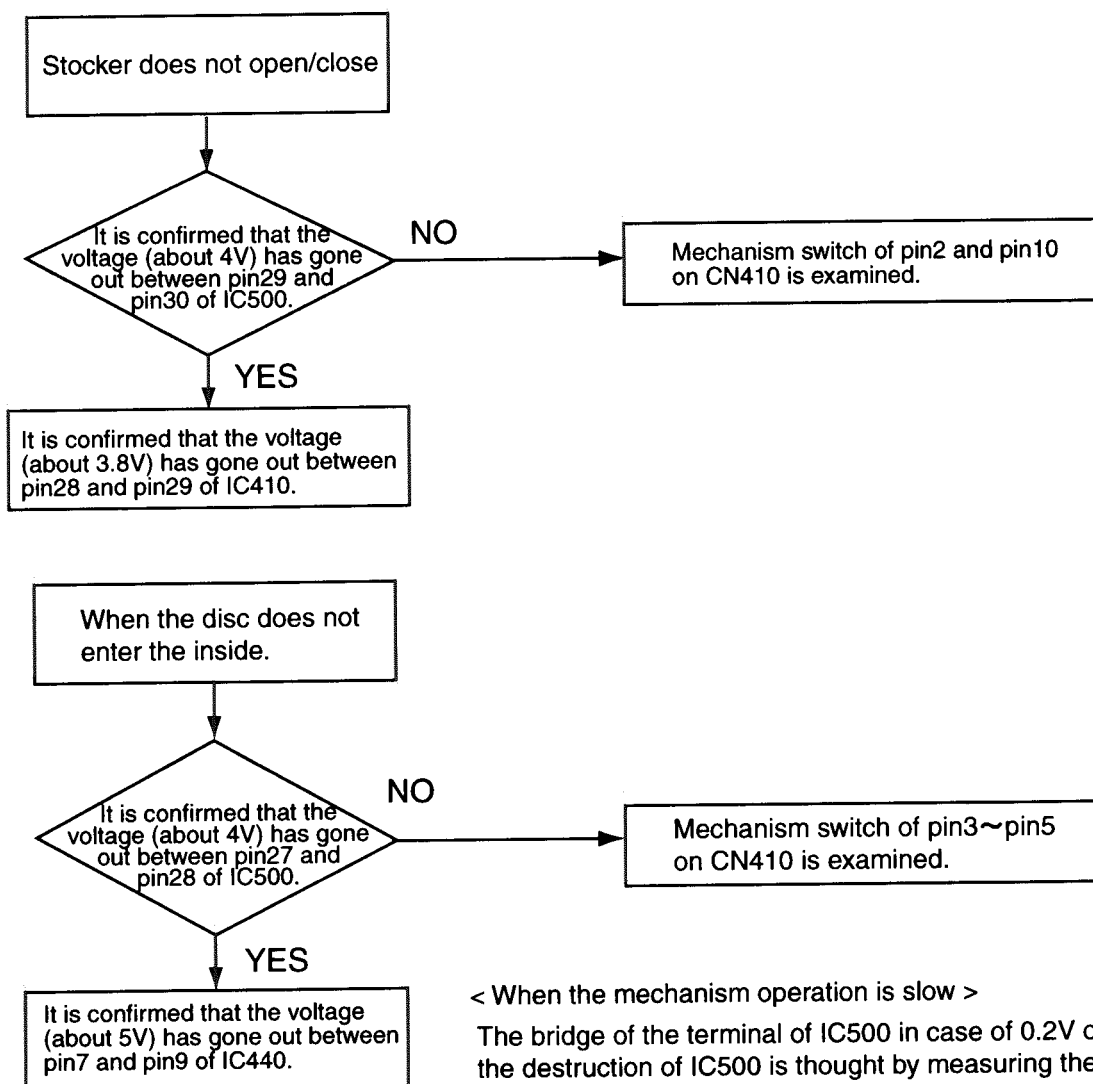 Stocker does not open/close
It is confirmed that the
voltage (about 4V) has gone
out between pin29 and
pin30 of IC500.
NO
Mechanism switch of pin2 and pin10
on CN410 is examined.
YES
It is confirmed that the voltage
(about 3.8V) has gone out between
pin28 and pin29 of IC410.
When the disc does not
enter the inside.
It is confirmed that the
voltage (about 4V) has gone
out between pin27 and
pin28 of IC500.
NO
Mechanism switch of pin3～pin5
on CN410 is examined.
YES
It is confirmed that the voltage
(about 5V) has gone out between
pin7 and pin9 of IC440.
< When the mechanism operation is slow >
The bridge of the terminal of IC500 in case of 0.2V
the destruction of IC500 is thought by measuring the